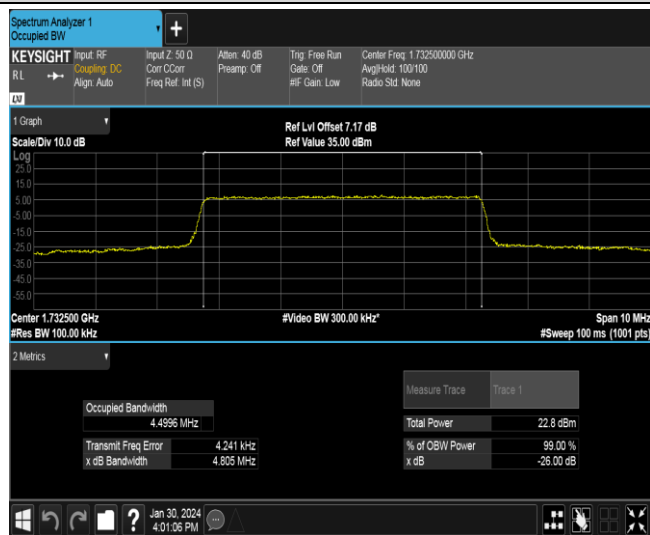 Spectrum Analyzer 1
Occupied BW
KEYSIGHT
RL
LXI
Input: RF
Coupling: DC
Align: Auto
Input Z: 50 Ω
Corr CCorr
Freq Ref: Int (S)
Atten: 40 dB
Preamp: Off
Trig: Free Run
Gate: Off
#IF Gain: Low
Center Freq: 1.732500000 GHz
Avg|Hold: 100/100
Radio Std: None
1 Graph
Scale/Div 10.0 dB
Ref Lvl Offset 7.17 dB
Ref Value 35.00 dBm
Log
25.0
15.0
5.00
-5.00
-15.0
-25.0
-35.0
-45.0
-55.0
Center 1.732500 GHz
#Video BW 300.00 kHz*
Span 10 MHz
#Res BW 100.00 kHz
#Sweep 100 ms (1001 pts)
2 Metrics
Measure Trace Trace 1
Occupied Bandwidth
4.4996 MHz
Total Power 22.8 dBm
Transmit Freq Error 4.241 kHz
% of OBW Power 99.00 %
x dB Bandwidth 4.805 MHz
x dB -26.00 dB
?
Jan 30, 2024
4:01:06 PM